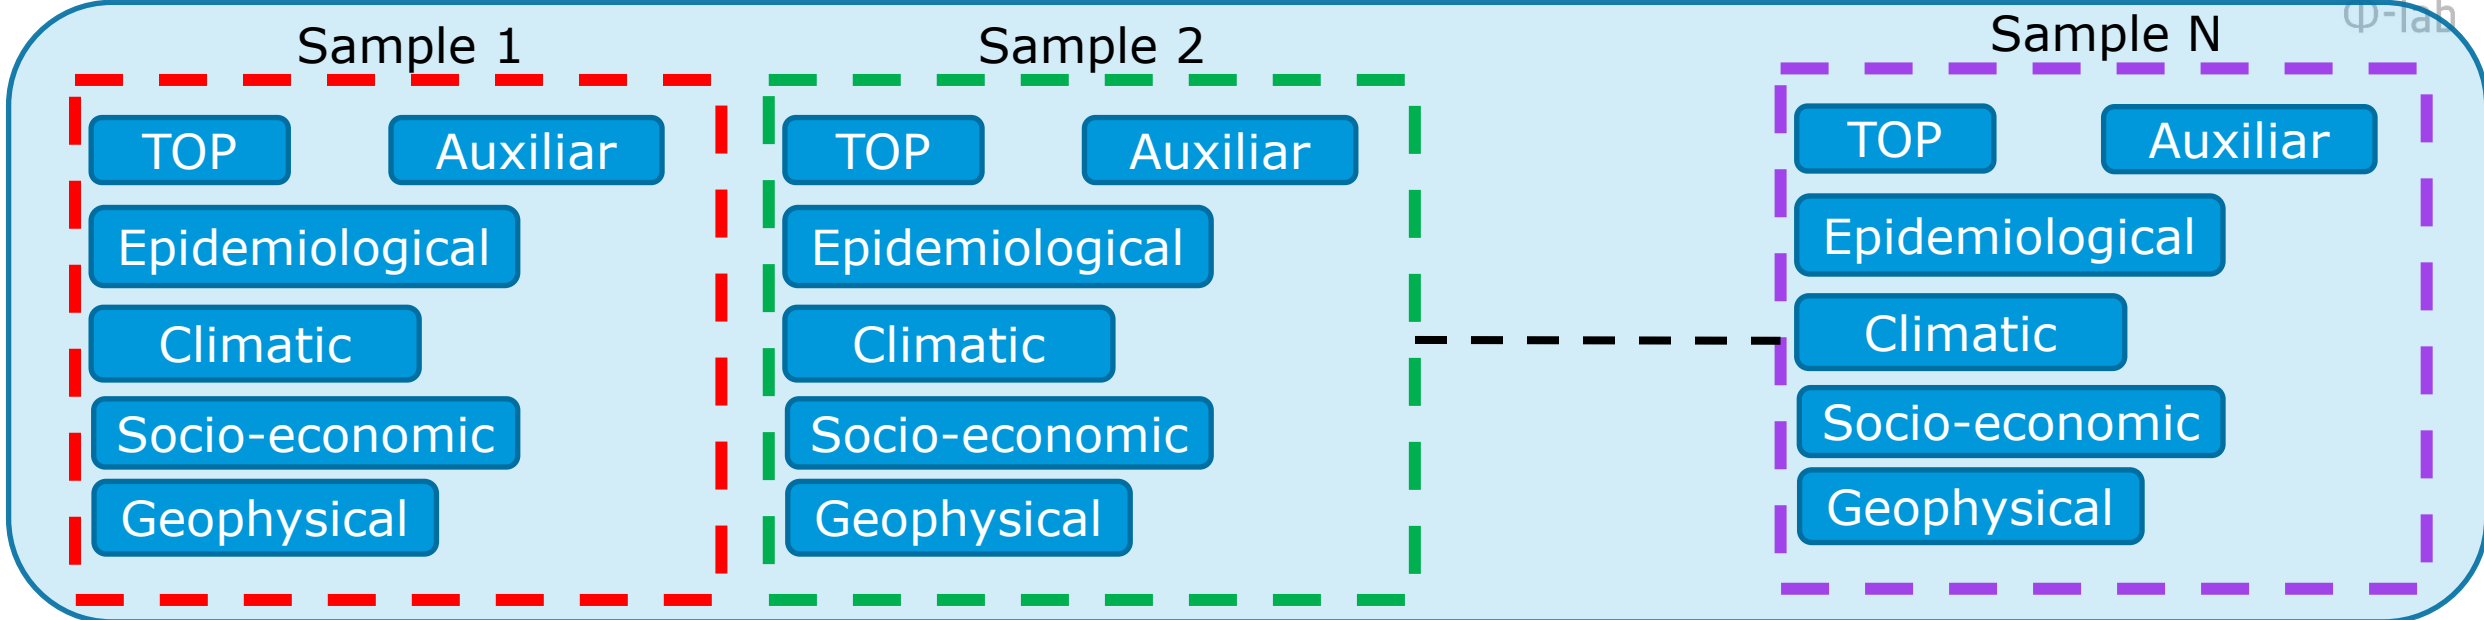 Φ-lab
Sample 1
TOP
Auxiliar
Epidemiological
Climatic
Socio-economic
Geophysical
Sample 2
TOP
Auxiliar
Epidemiological
Climatic
Socio-economic
Geophysical
Sample N
TOP
Auxiliar
Epidemiological
Climatic
Socio-economic
Geophysical